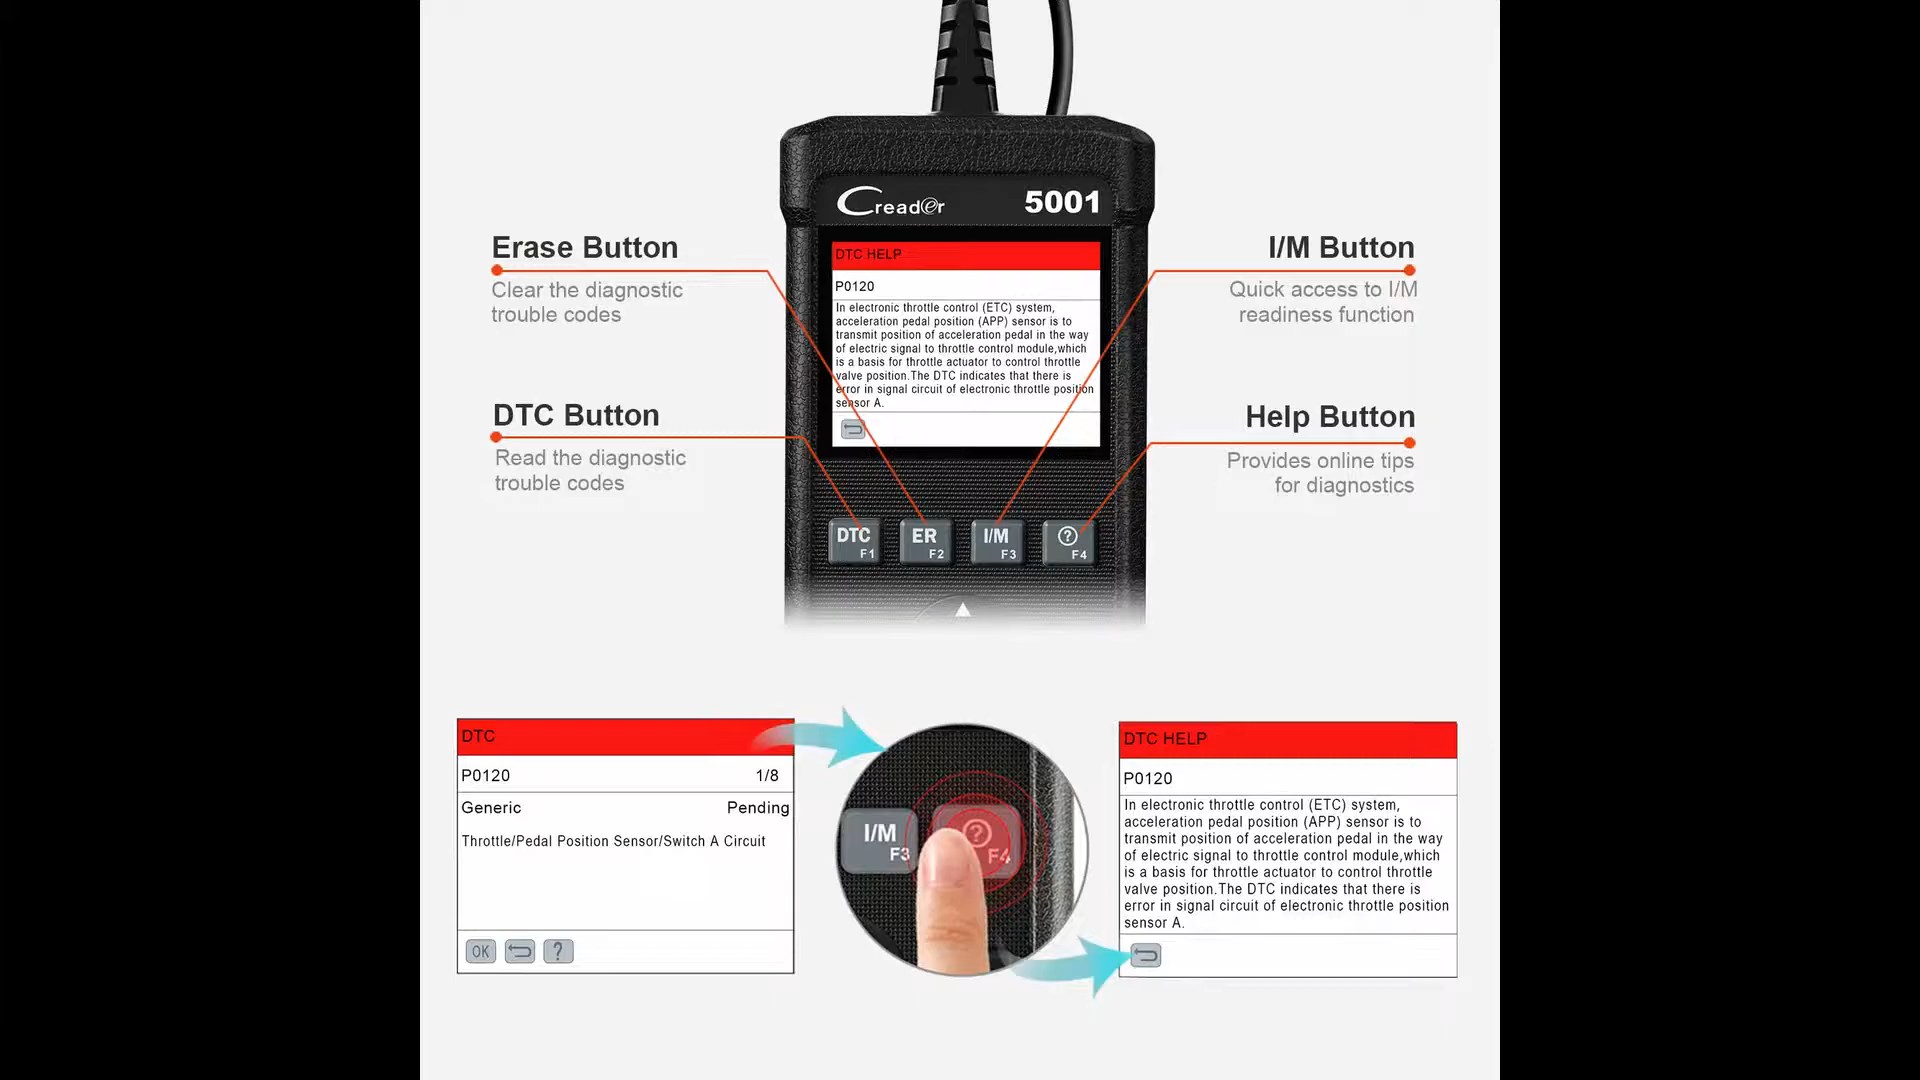 Creader 5001
Erase Button
Clear the diagnostic
trouble codes
DTC Button
Read the diagnostic
trouble codes
I/M Button
Quick access to I/M
readiness function
Help Button
Provides online tips
for diagnostics
DTC HELP
P0120
In electronic throttle control (ETC) system,
acceleration pedal position (APP) sensor is to
transmit position of acceleration pedal in the way
of electric signal to throttle control module,which
is a basis for throttle actuator to control throttle
valve position.The DTC indicates that there is
error in signal circuit of electronic throttle position
sensor A.
DTC F1
ER F2
I/M F3
? F4
DTC
P0120 1/8
Generic Pending
Throttle/Pedal Position Sensor/Switch A Circuit
OK ?
I/M F3
? F4
DTC HELP
P0120
In electronic throttle control (ETC) system,
acceleration pedal position (APP) sensor is to
transmit position of acceleration pedal in the way
of electric signal to throttle control module,which
is a basis for throttle actuator to control throttle
valve position.The DTC indicates that there is
error in signal circuit of electronic throttle position
sensor A.